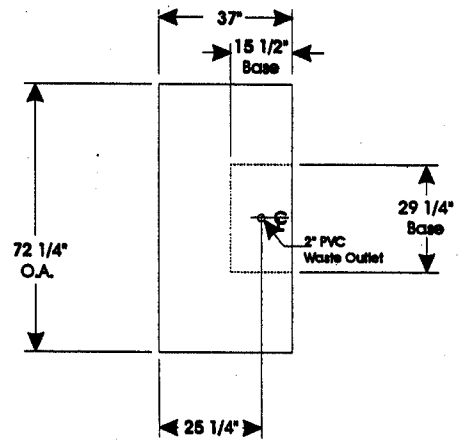 37"
15 1/2"
Base
72 1/4"
O.A.
29 1/4"
Base
℄
2" PVC
Waste Outlet
25 1/4"